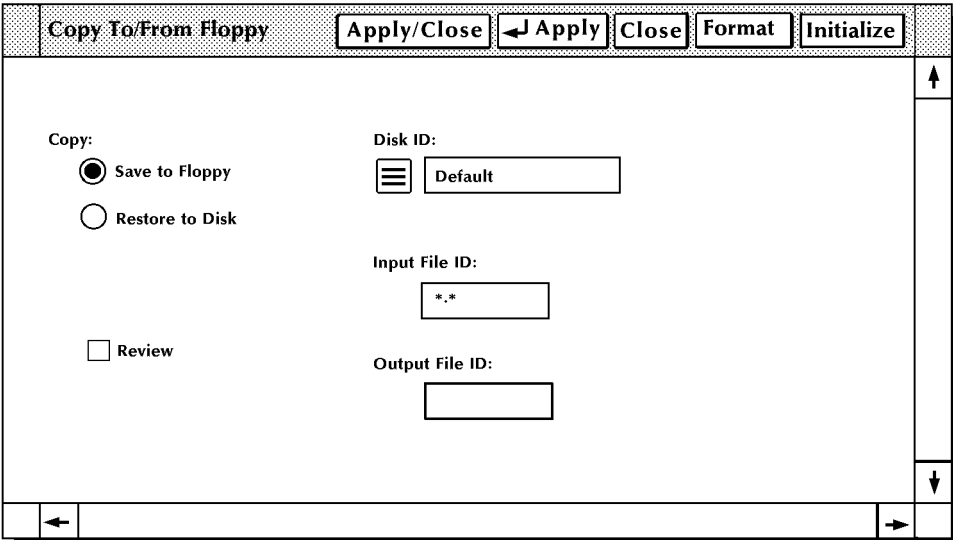 Copy To/From Floppy Apply/Close Apply Close Format Initialize
Copy:
Save to Floppy
Restore to Disk
Review
Disk ID:
Default
Input File ID:
*.*
Output File ID: